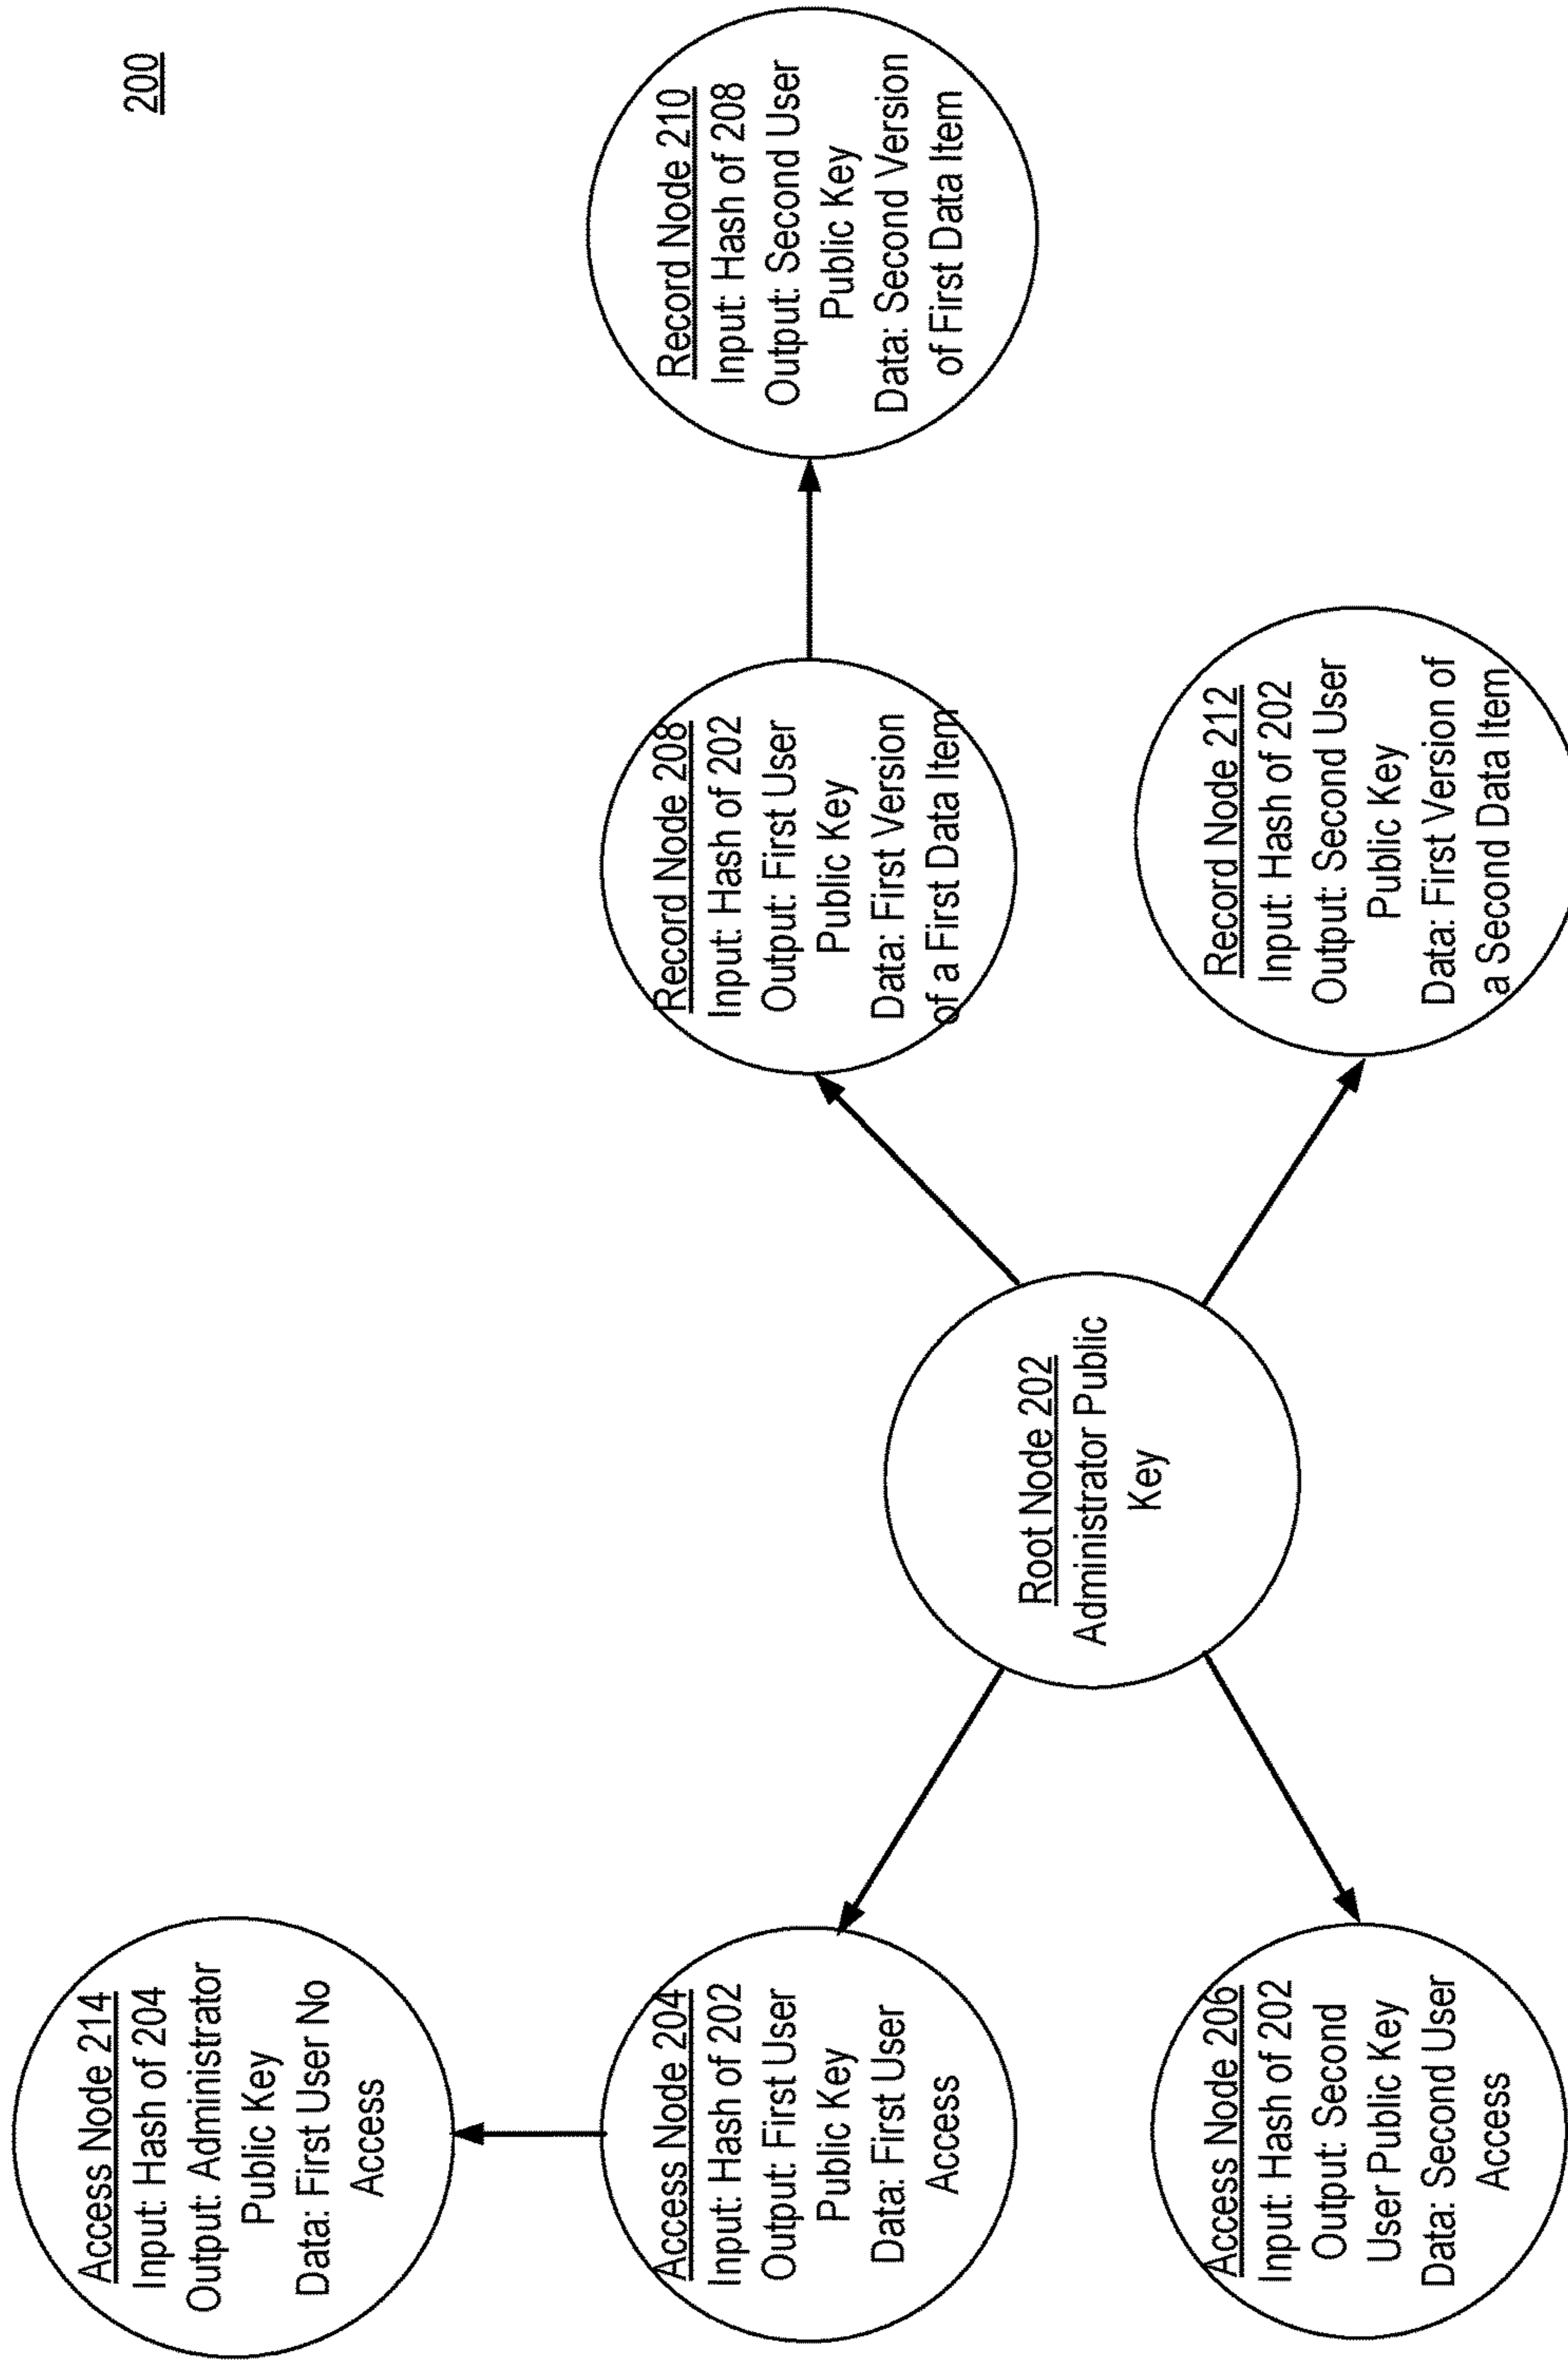 200
Access Node 214
Input: Hash of 204
Output: Administrator
Public Key
Data: First User No
Access
Access Node 204
Input: Hash of 202
Output: First User
Public Key
Data: First User
Access
Record Node 208
Input: Hash of 202
Output: First User
Public Key
Data: First Version
of a First Data Item
Record Node 210
Input: Hash of 208
Output: Second User
Public Key
Data: Second Version
of First Data Item
Root Node 202
Administrator Public
Key
Access Node 206
Input: Hash of 202
Output: Second
User Public Key
Data: Second User
Access
Record Node 212
Input: Hash of 202
Output: Second User
Public Key
Data: First Version of
a Second Data Item